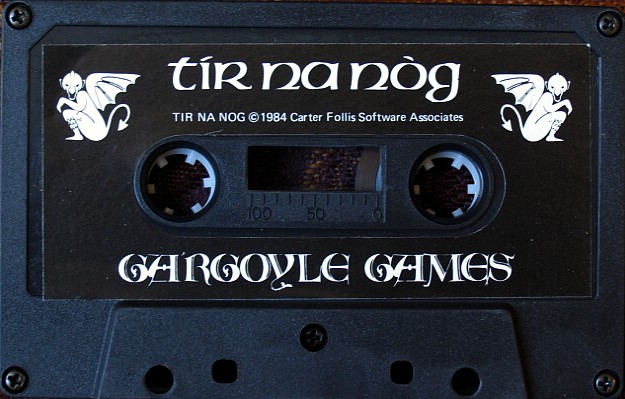 tír na nòg
TIR NA NOG ©1984 Carter Follis Software Associates
100 50 0
GARGOYLE GAMES